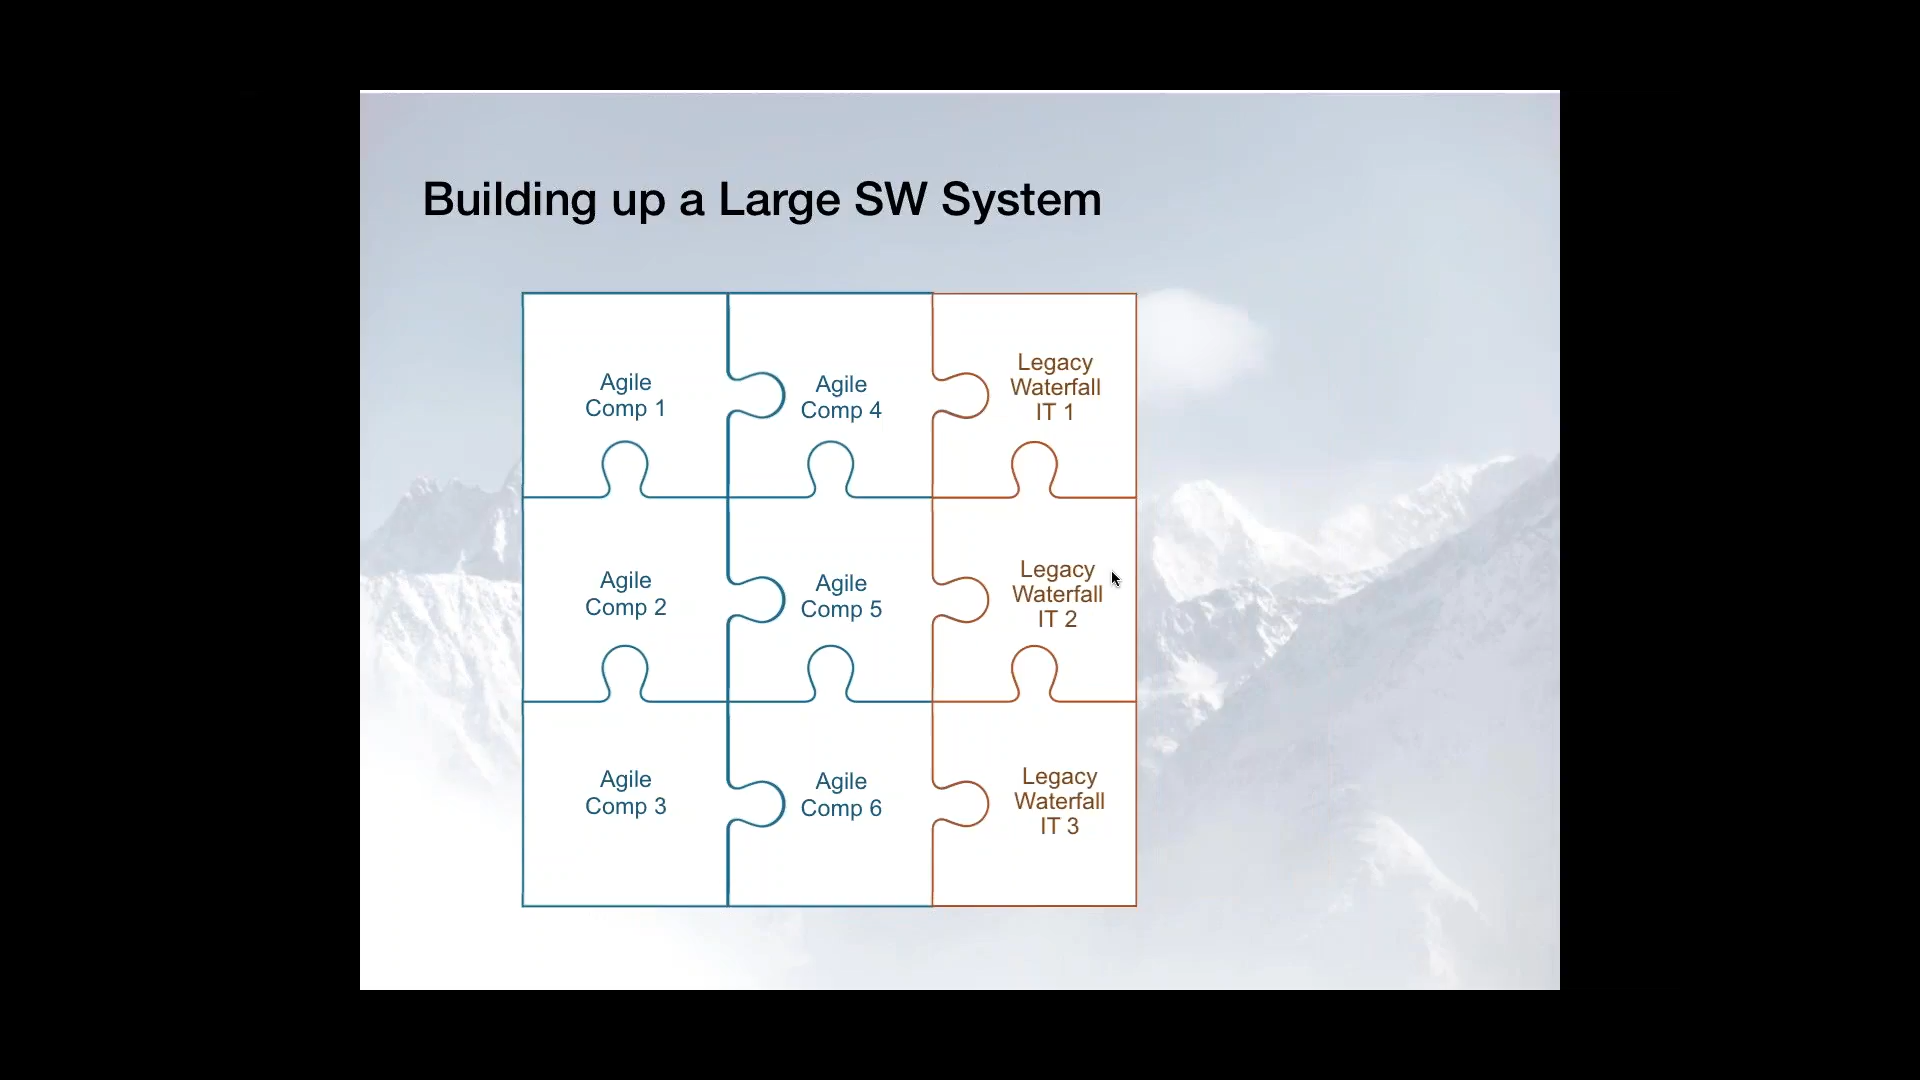 Building up a Large SW System
Agile
Comp 1
Agile
Comp 4
Legacy
Waterfall
IT 1
Agile
Comp 2
Agile
Comp 5
Legacy
Waterfall
IT 2
Agile
Comp 3
Agile
Comp 6
Legacy
Waterfall
IT 3